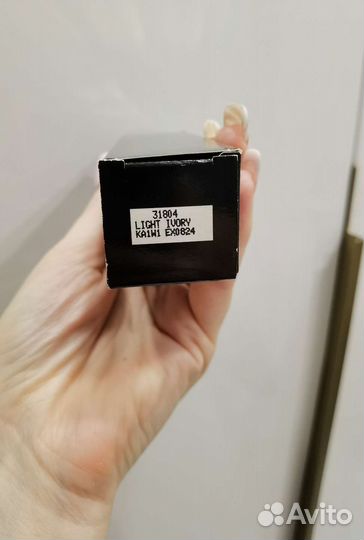 31804
LIGHT IVORY
KA1W1 EX0824
Avito